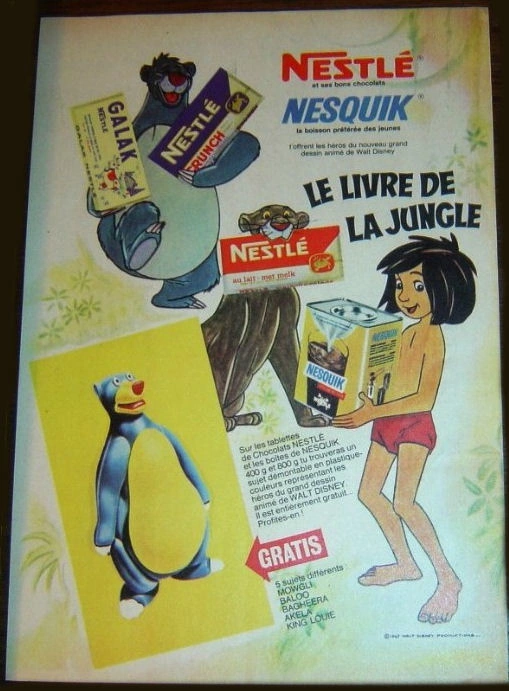 NESTLÉ
et ses bons chocolats
NESQUIK
la boisson préférée des jeunes
t'offrent les héros du nouveau grand
dessin animé de Walt Disney
LE LIVRE DE
LA JUNGLE
GALAK
NESTLÉ
NESTLÉ
CRUNCH
NESTLÉ
au lait - met melk
NESQUIK
NESQUIK
Sur les tablettes
de Chocolats NESTLÉ
et les boîtes de NESQUIK
400 g et 800 g tu trouveras un
sujet démontable en plastique-
couleurs représentant les
héros du grand dessin
animé de WALT DISNEY.
Il est entièrement gratuit...
Profites-en !
GRATIS
5 sujets différents
MOWGLI
BALOO
BAGHEERA
AKELA
KING LOUIE
WALT DISNEY PRODUCTIONS